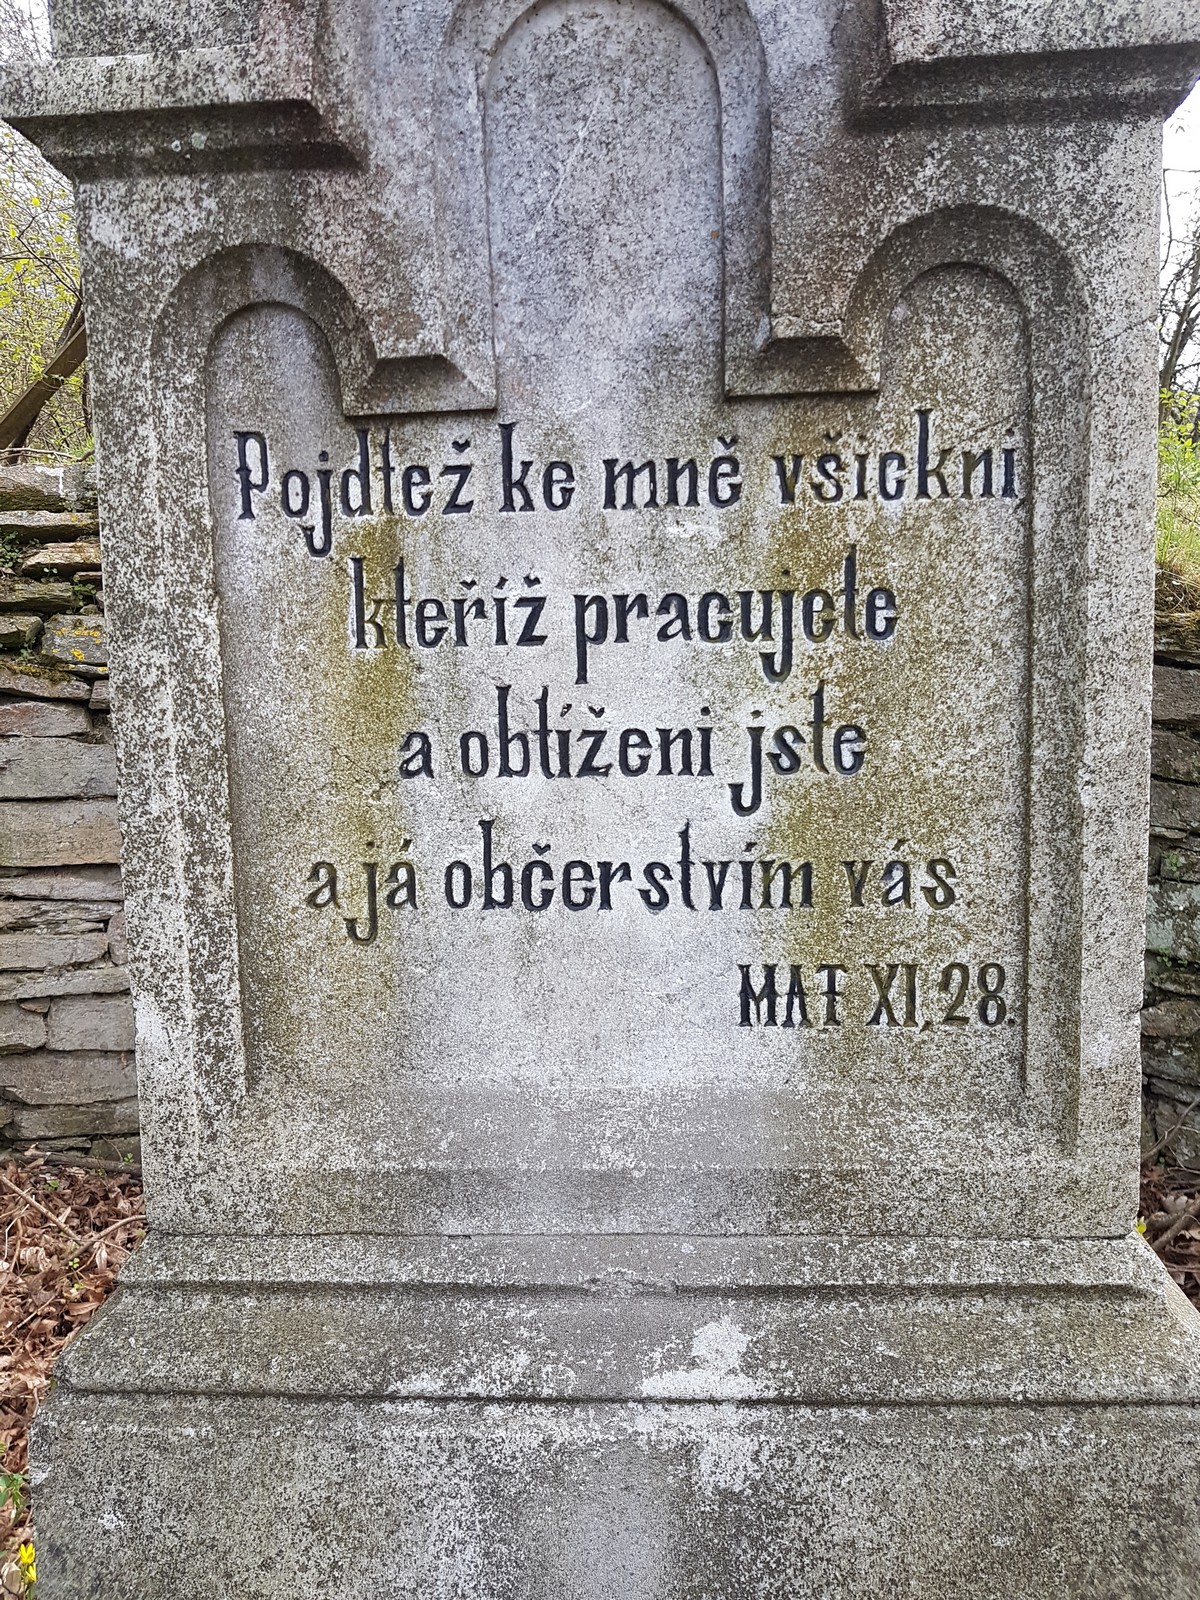 Pojdtež ke mně všickni
kteříž pracujete
a obtíženi jste
a já občerstvím vás
MAT XI, 28.